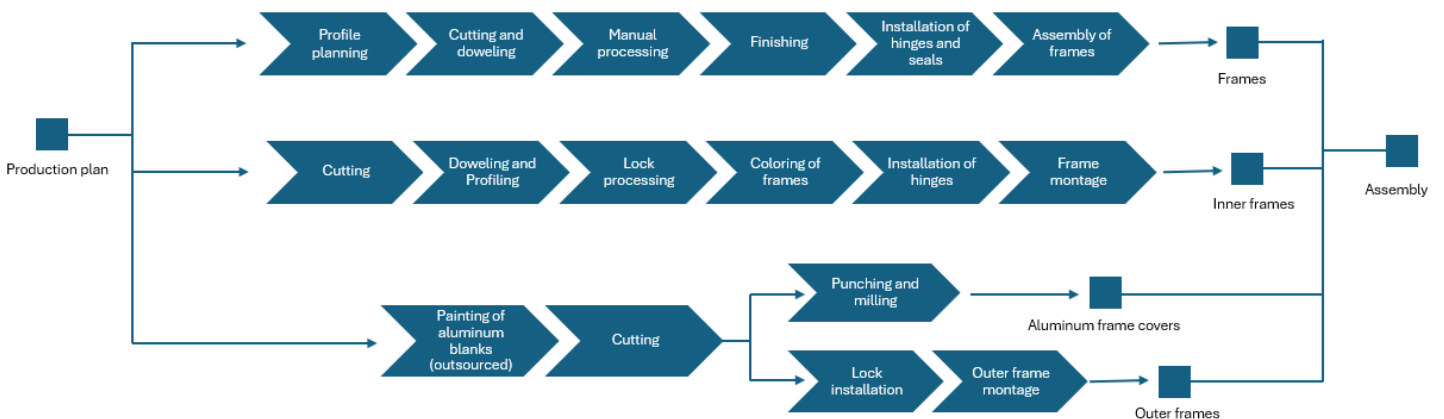 Profile
planning
Cutting and
doweling
Manual
processing
Finishing
Installation of
hinges and
seals
Assembly of
frames
Frames
Production plan
Cutting
Doweling and
Profiling
Lock
processing
Coloring of
frames
Installation of
hinges
Frame
montage
Inner frames
Assembly
Painting of
aluminum
blanks
(outsourced)
Cutting
Punching and
milling
Aluminum frame covers
Lock
installation
Outer frame
montage
Outer frames